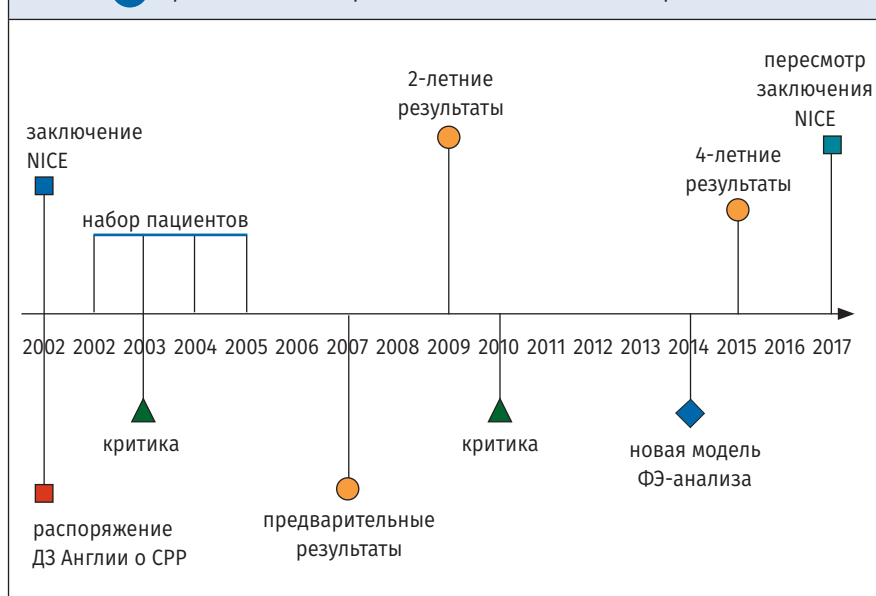 2-летние
результаты
пересмотр
заключения
NICE
заключение
NICE
4-летние
результаты
набор пациентов
2002 2002 2003 2004 2005 2006 2007 2008 2009 2010 2011 2012 2013 2014 2015 2016 2017
критика
критика
новая модель
ФЭ-анализа
распоряжение
ДЗ Англии о СРР
предварительные
результаты